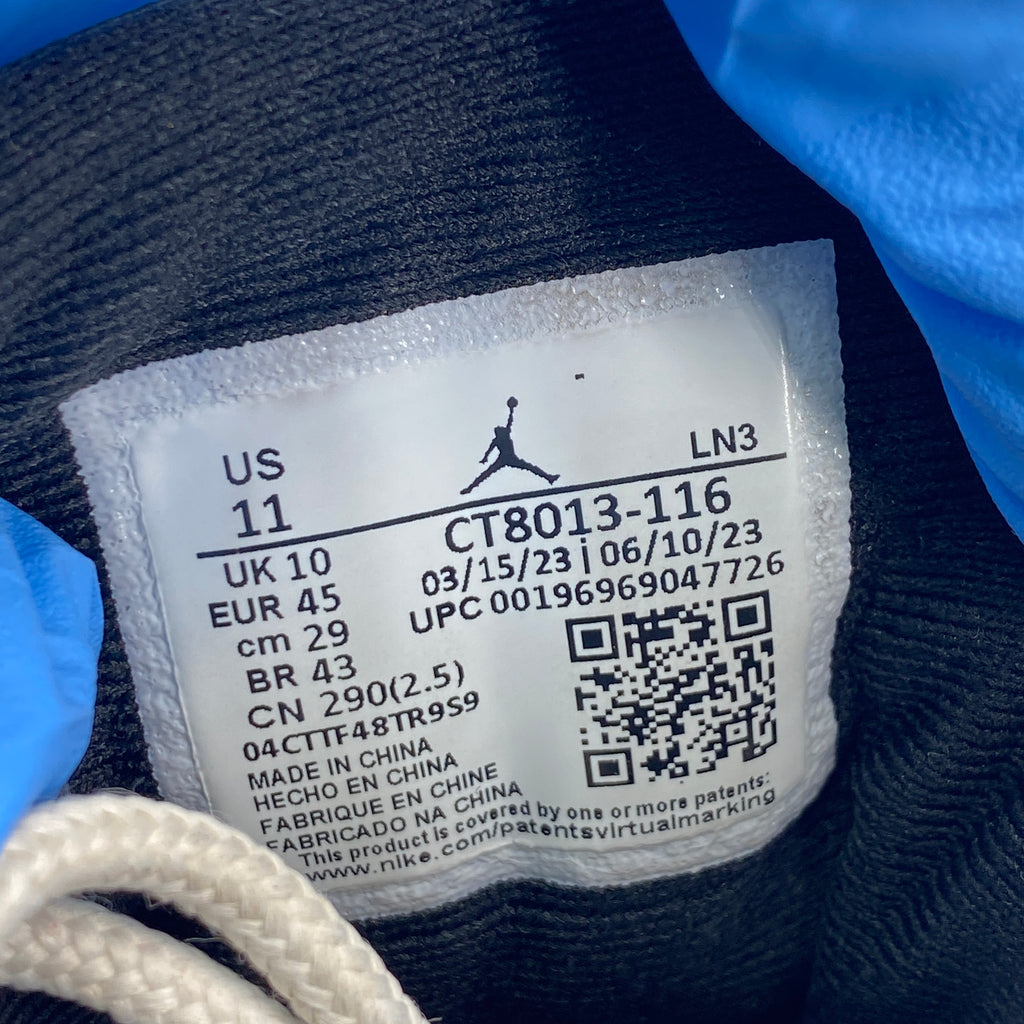 US
11
LN3
UK 10
EUR 45
cm 29
BR 43
CN 290(2.5)
04CTTF48TR9S9
CT8013-116
03/15/23 | 06/10/23
UPC 00196969047726
MADE IN CHINA
HECHO EN CHINA
FABRIQUE EN CHINE
FABRICADO NA CHINA
This product is covered by one or more patents:
www.nike.com/patentsvirtualmarking